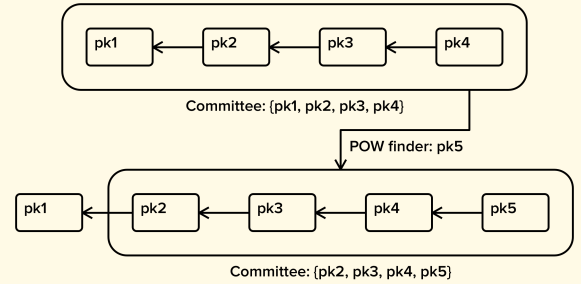 pk1
pk2
pk3
pk4
Committee: {pk1, pk2, pk3, pk4}
POW finder: pk5
pk1
pk2
pk3
pk4
pk5
Committee: {pk2, pk3, pk4, pk5}